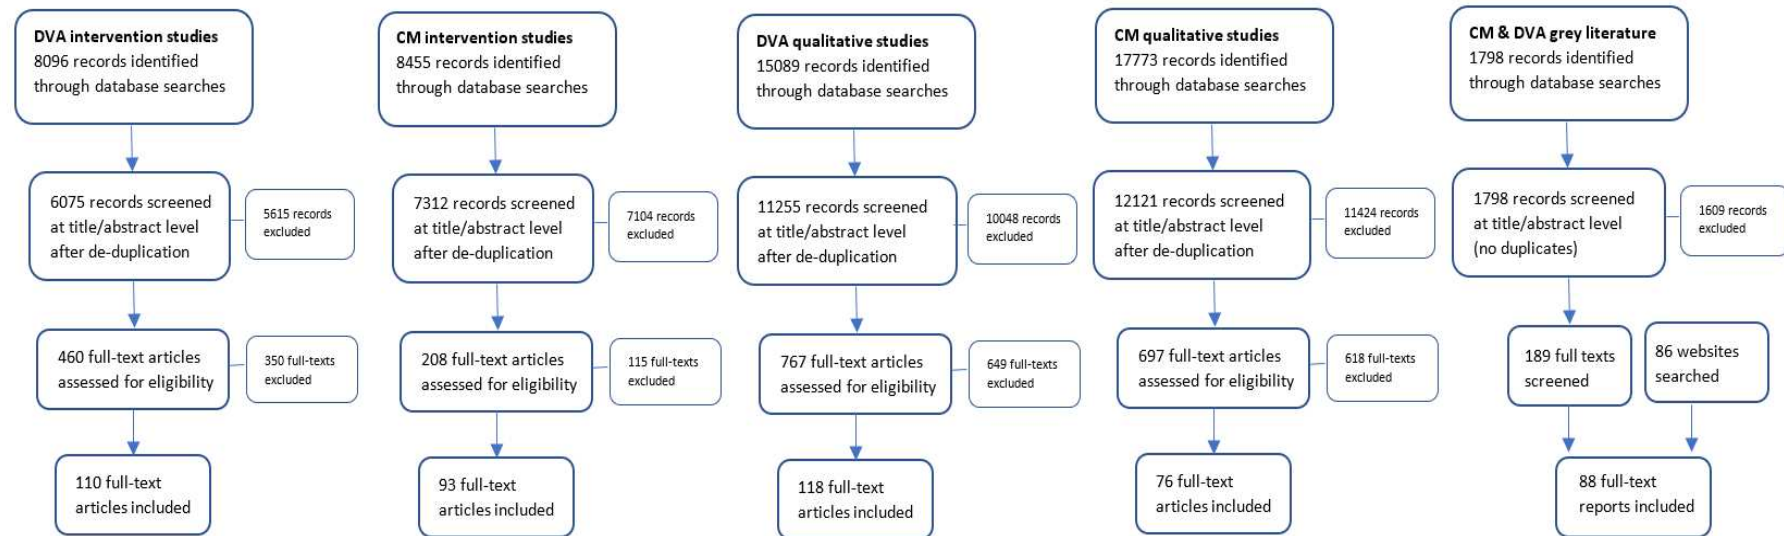 DVA intervention studies
8096 records identified
through database searches
6075 records screened
at title/abstract level
after de-duplication
5615 records
excluded
460 full-text articles
assessed for eligibility
350 full-texts
excluded
110 full-text
articles included
CM intervention studies
8455 records identified
through database searches
7312 records screened
at title/abstract level
after de-duplication
7104 records
excluded
208 full-text articles
assessed for eligibility
115 full-texts
excluded
93 full-text
articles included
DVA qualitative studies
15089 records identified
through database searches
11255 records screened
at title/abstract level
after de-duplication
10048 records
excluded
767 full-text articles
assessed for eligibility
649 full-texts
excluded
118 full-text
articles included
CM qualitative studies
17773 records identified
through database searches
12121 records screened
at title/abstract level
after de-duplication
11424 records
excluded
697 full-text articles
assessed for eligibility
618 full-texts
excluded
76 full-text
articles included
CM & DVA grey literature
1798 records identified
through database searches
1798 records screened
at title/abstract level
(no duplicates)
1609 records
excluded
189 full texts
screened
86 websites
searched
88 full-text
reports included